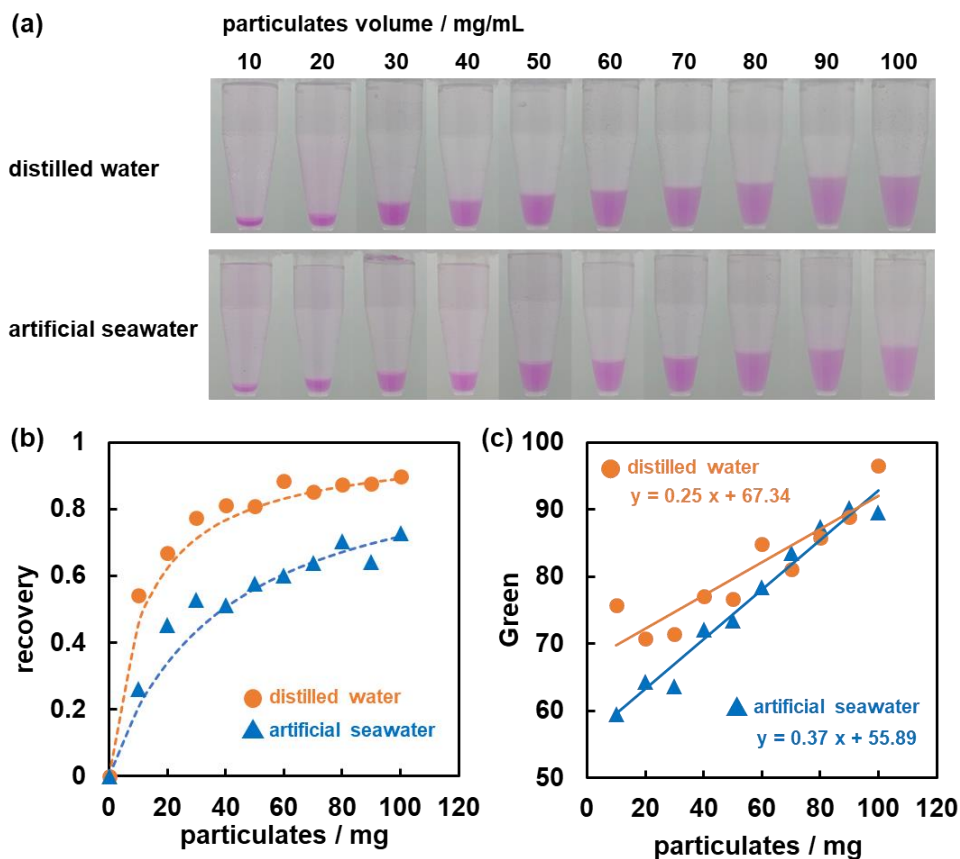 (a)
particulates volume / mg/mL
10 20 30 40 50 60 70 80 90 100
distilled water
artificial seawater
(b)
1
0.8
0.6
0.4
0.2
0
recovery
distilled water
artificial seawater
0 20 40 60 80 100 120
particulates / mg
(c)
100
90
80
70
60
50
Green
distilled water
y = 0.25 x + 67.34
artificial seawater
y = 0.37 x + 55.89
0 20 40 60 80 100 120
particulates / mg